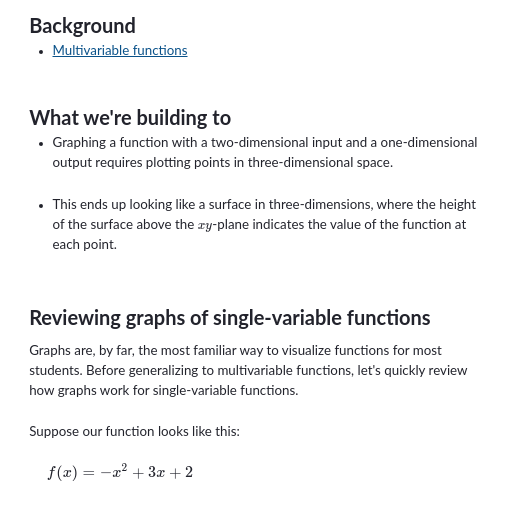 Background
• Multivariable functions
What we're building to
• Graphing a function with a two-dimensional input and a one-dimensional
output requires plotting points in three-dimensional space.
• This ends up looking like a surface in three-dimensions, where the height
of the surface above the xy-plane indicates the value of the function at
each point.
Reviewing graphs of single-variable functions
Graphs are, by far, the most familiar way to visualize functions for most
students. Before generalizing to multivariable functions, let's quickly review
how graphs work for single-variable functions.
Suppose our function looks like this:
f(x) = −x² + 3x + 2